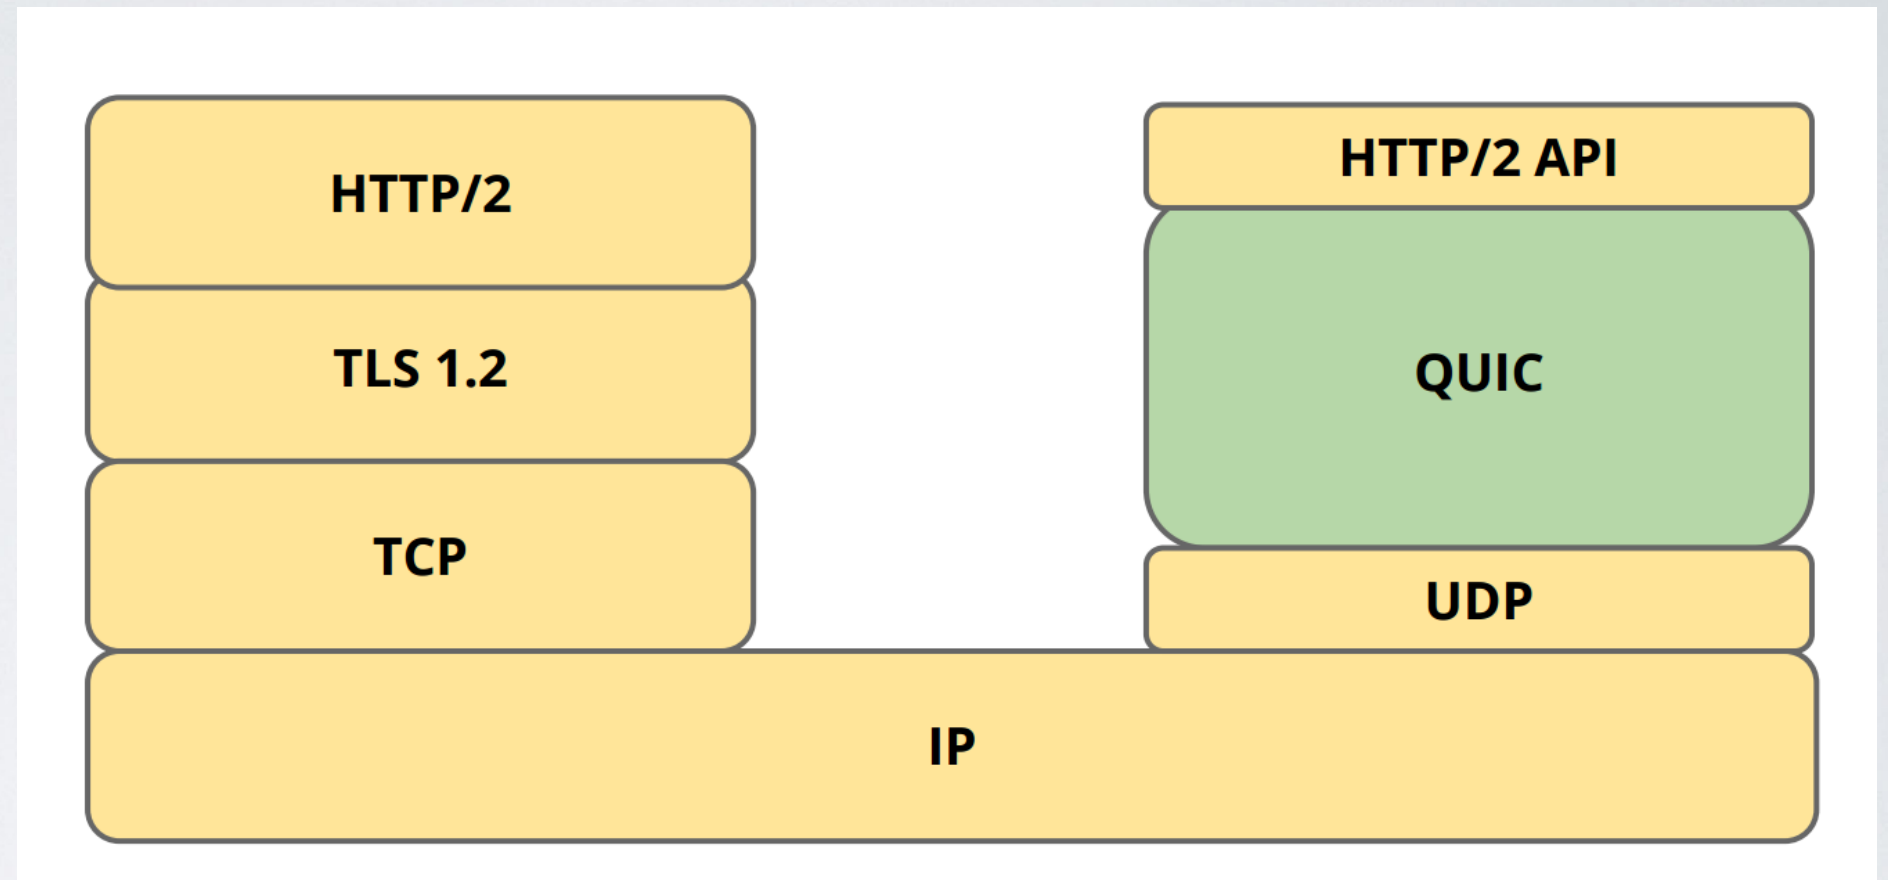 HTTP/2
TLS 1.2
TCP
HTTP/2 API
QUIC
UDP
IP